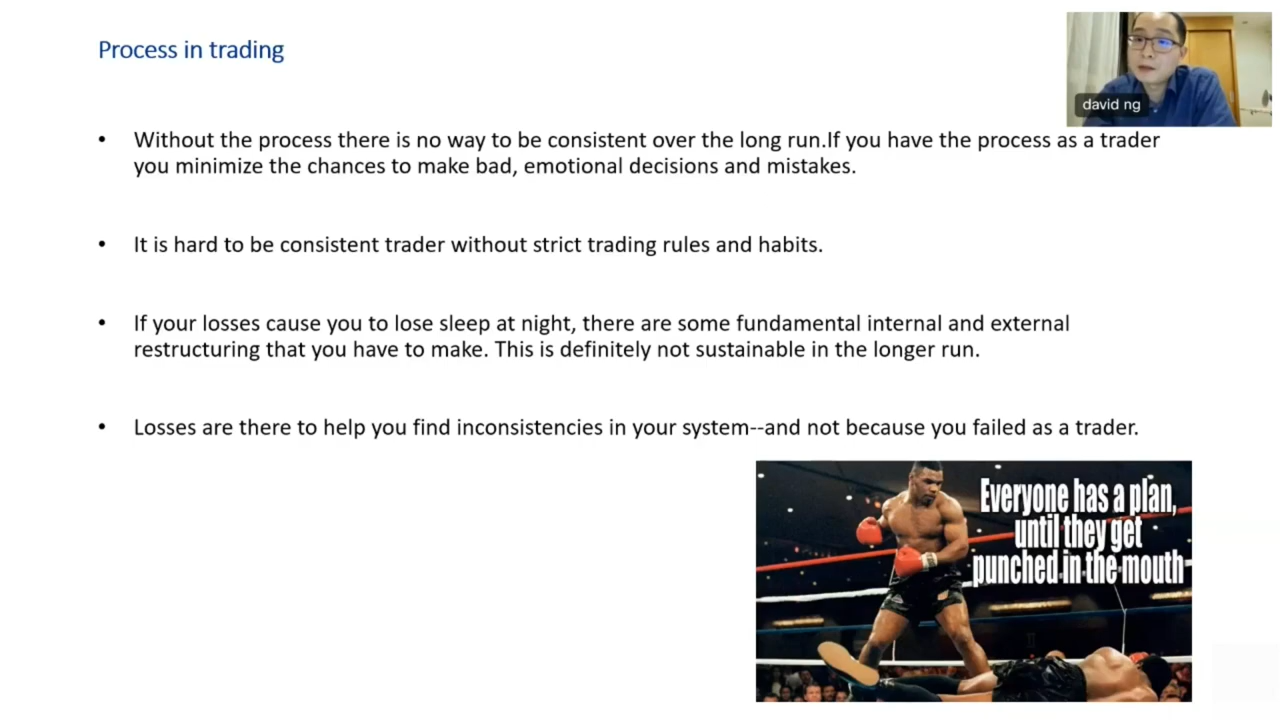 Process in trading
david ng
• Without the process there is no way to be consistent over the long run.If you have the process as a trader
you minimize the chances to make bad, emotional decisions and mistakes.
• It is hard to be consistent trader without strict trading rules and habits.
• If your losses cause you to lose sleep at night, there are some fundamental internal and external
restructuring that you have to make. This is definitely not sustainable in the longer run.
• Losses are there to help you find inconsistencies in your system--and not because you failed as a trader.
Everyone has a plan,
until they get
punched in the mouth